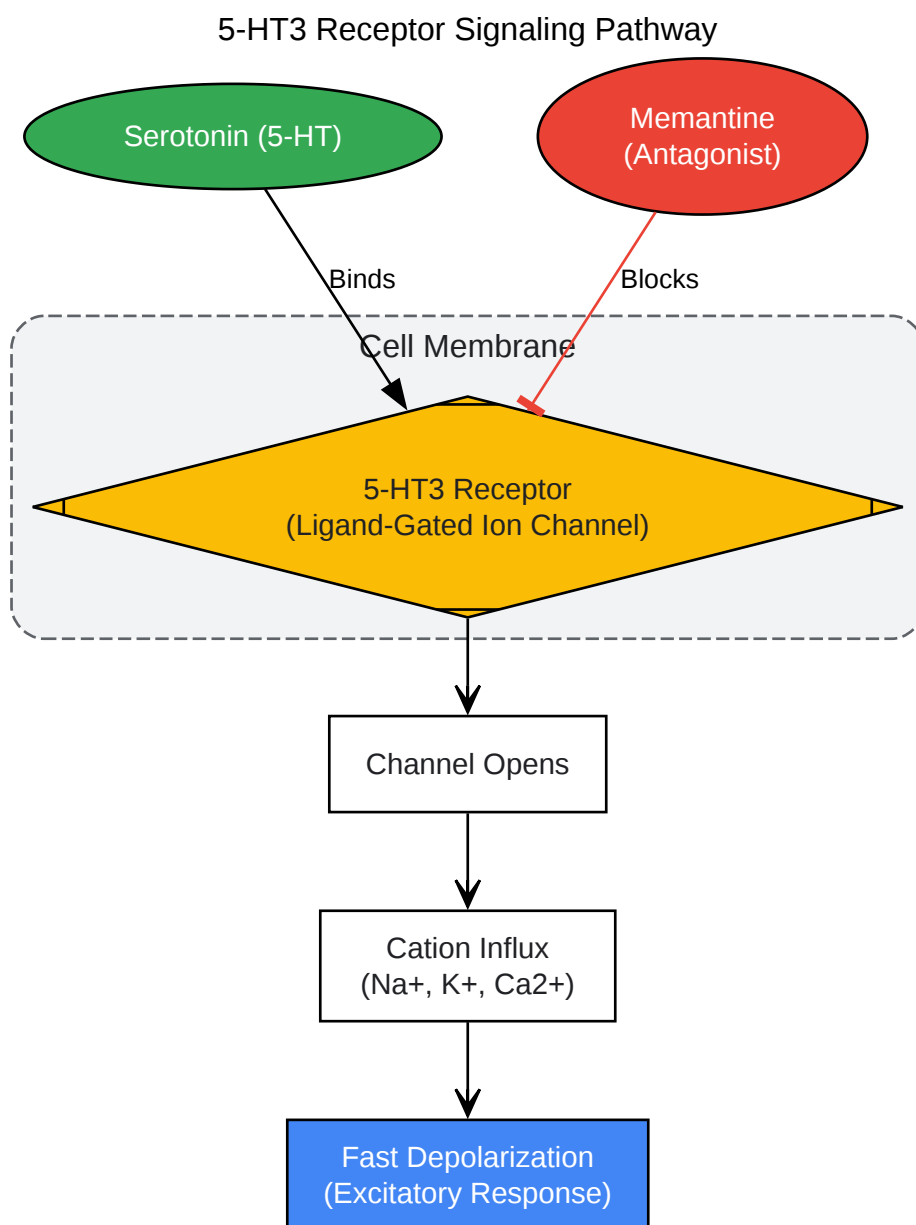 5-HT3 Receptor Signaling Pathway
Serotonin (5-HT)
Memantine
(Antagonist)
Binds
Blocks
Cell Membrane
5-HT3 Receptor
(Ligand-Gated Ion Channel)
Channel Opens
Cation Influx
(Na+, K+, Ca2+)
Fast Depolarization
(Excitatory Response)